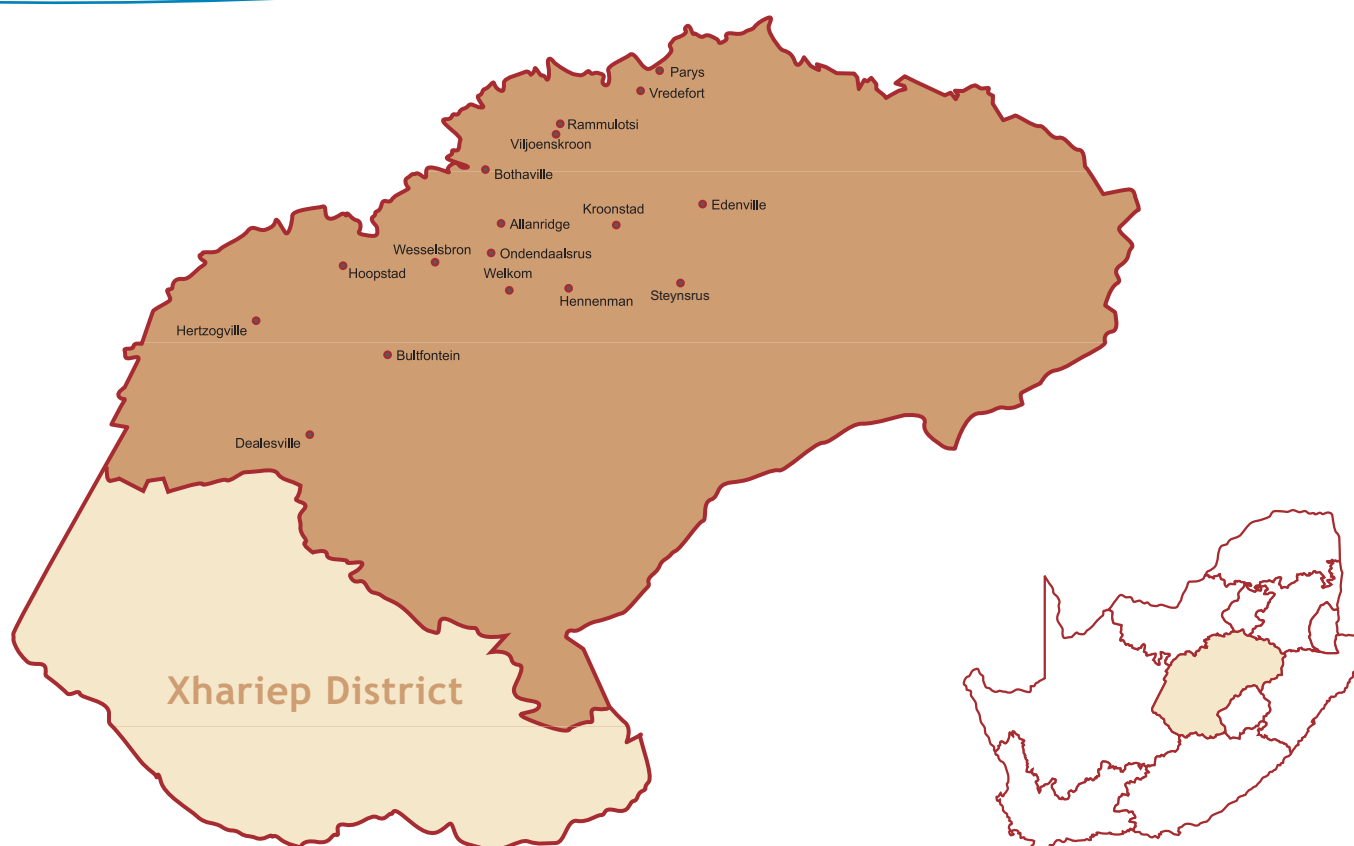 Parys
Vredefort
Rammulotsi
Viljoenskroon
Bothaville
Edenville
Kroonstad
Allanridge
Wesselsbron
Ondendaalsrus
Hoopstad
Welkom
Hennenman
Steynsrus
Hertzogville
Bultfontein
Dealesville
Xhariep District